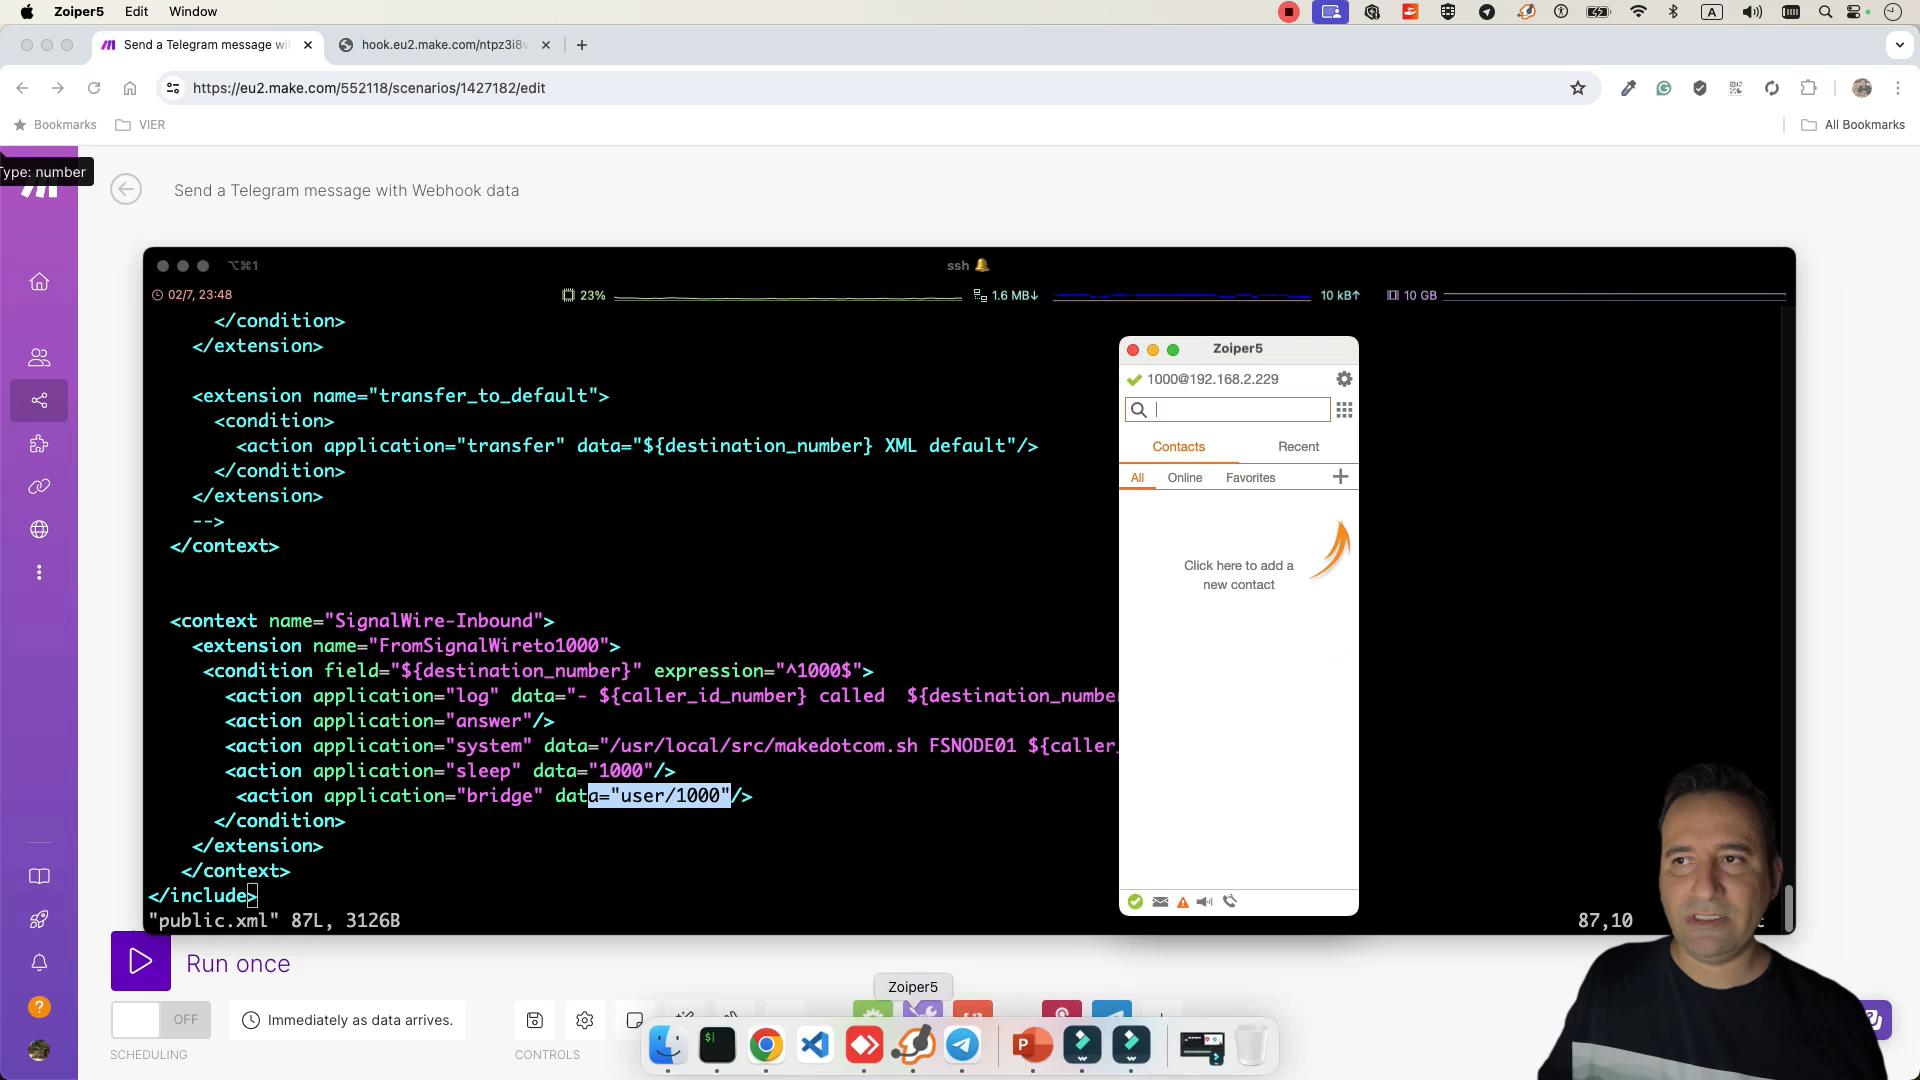 Zoiper5 Edit Window
Send a Telegram message wi
hook.eu2.make.com/ntpz3i8
https://eu2.make.com/552118/scenarios/1427182/edit
Bookmarks VIER All Bookmarks
Type: number
Send a Telegram message with Webhook data
⌥⌘1 ssh
02/7, 23:48 23% 1.6 MB↓ 10 kB↑ 10 GB
</condition>
</extension>
<extension name="transfer_to_default">
<condition>
<action application="transfer" data="${destination_number} XML default"/>
</condition>
</extension>
-->
</context>
<context name="SignalWire-Inbound">
<extension name="FromSignalWireto1000">
<condition field="${destination_number}" expression="^1000$">
<action application="log" data="- ${caller_id_number} called ${destination_number
<action application="answer"/>
<action application="system" data="/usr/local/src/makedotcom.sh FSNODE01 ${caller_
<action application="sleep" data="1000"/>
<action application="bridge" data="user/1000"/>
</condition>
</extension>
</context>
</include>
"public.xml" 87L, 3126B 87,10
Zoiper5
1000@192.168.2.229
Contacts Recent
All Online Favorites
Click here to add a
new contact
Run once
Zoiper5
OFF Immediately as data arrives.
SCHEDULING CONTROLS